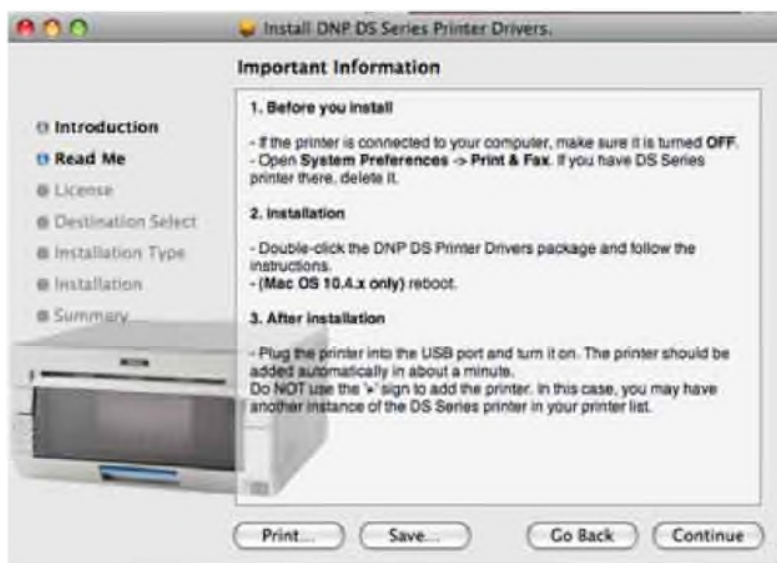 Install DNP DS Series Printer Drivers.
Important Information
Introduction
Read Me
License
Destination Select
Installation Type
Installation
Summary
1. Before you install
- If the printer is connected to your computer, make sure it is turned OFF.
- Open System Preferences -> Print & Fax. If you have DS Series
printer there, delete it.
2. Installation
- Double-click the DNP DS Printer Drivers package and follow the
instructions.
- (Mac OS 10.4.x only) reboot.
3. After installation
- Plug the printer into the USB port and turn it on. The printer should be
added automatically in about a minute.
Do NOT use the '+' sign to add the printer. In this case, you may have
another instance of the DS Series printer in your printer list.
Print...
Save...
Go Back
Continue